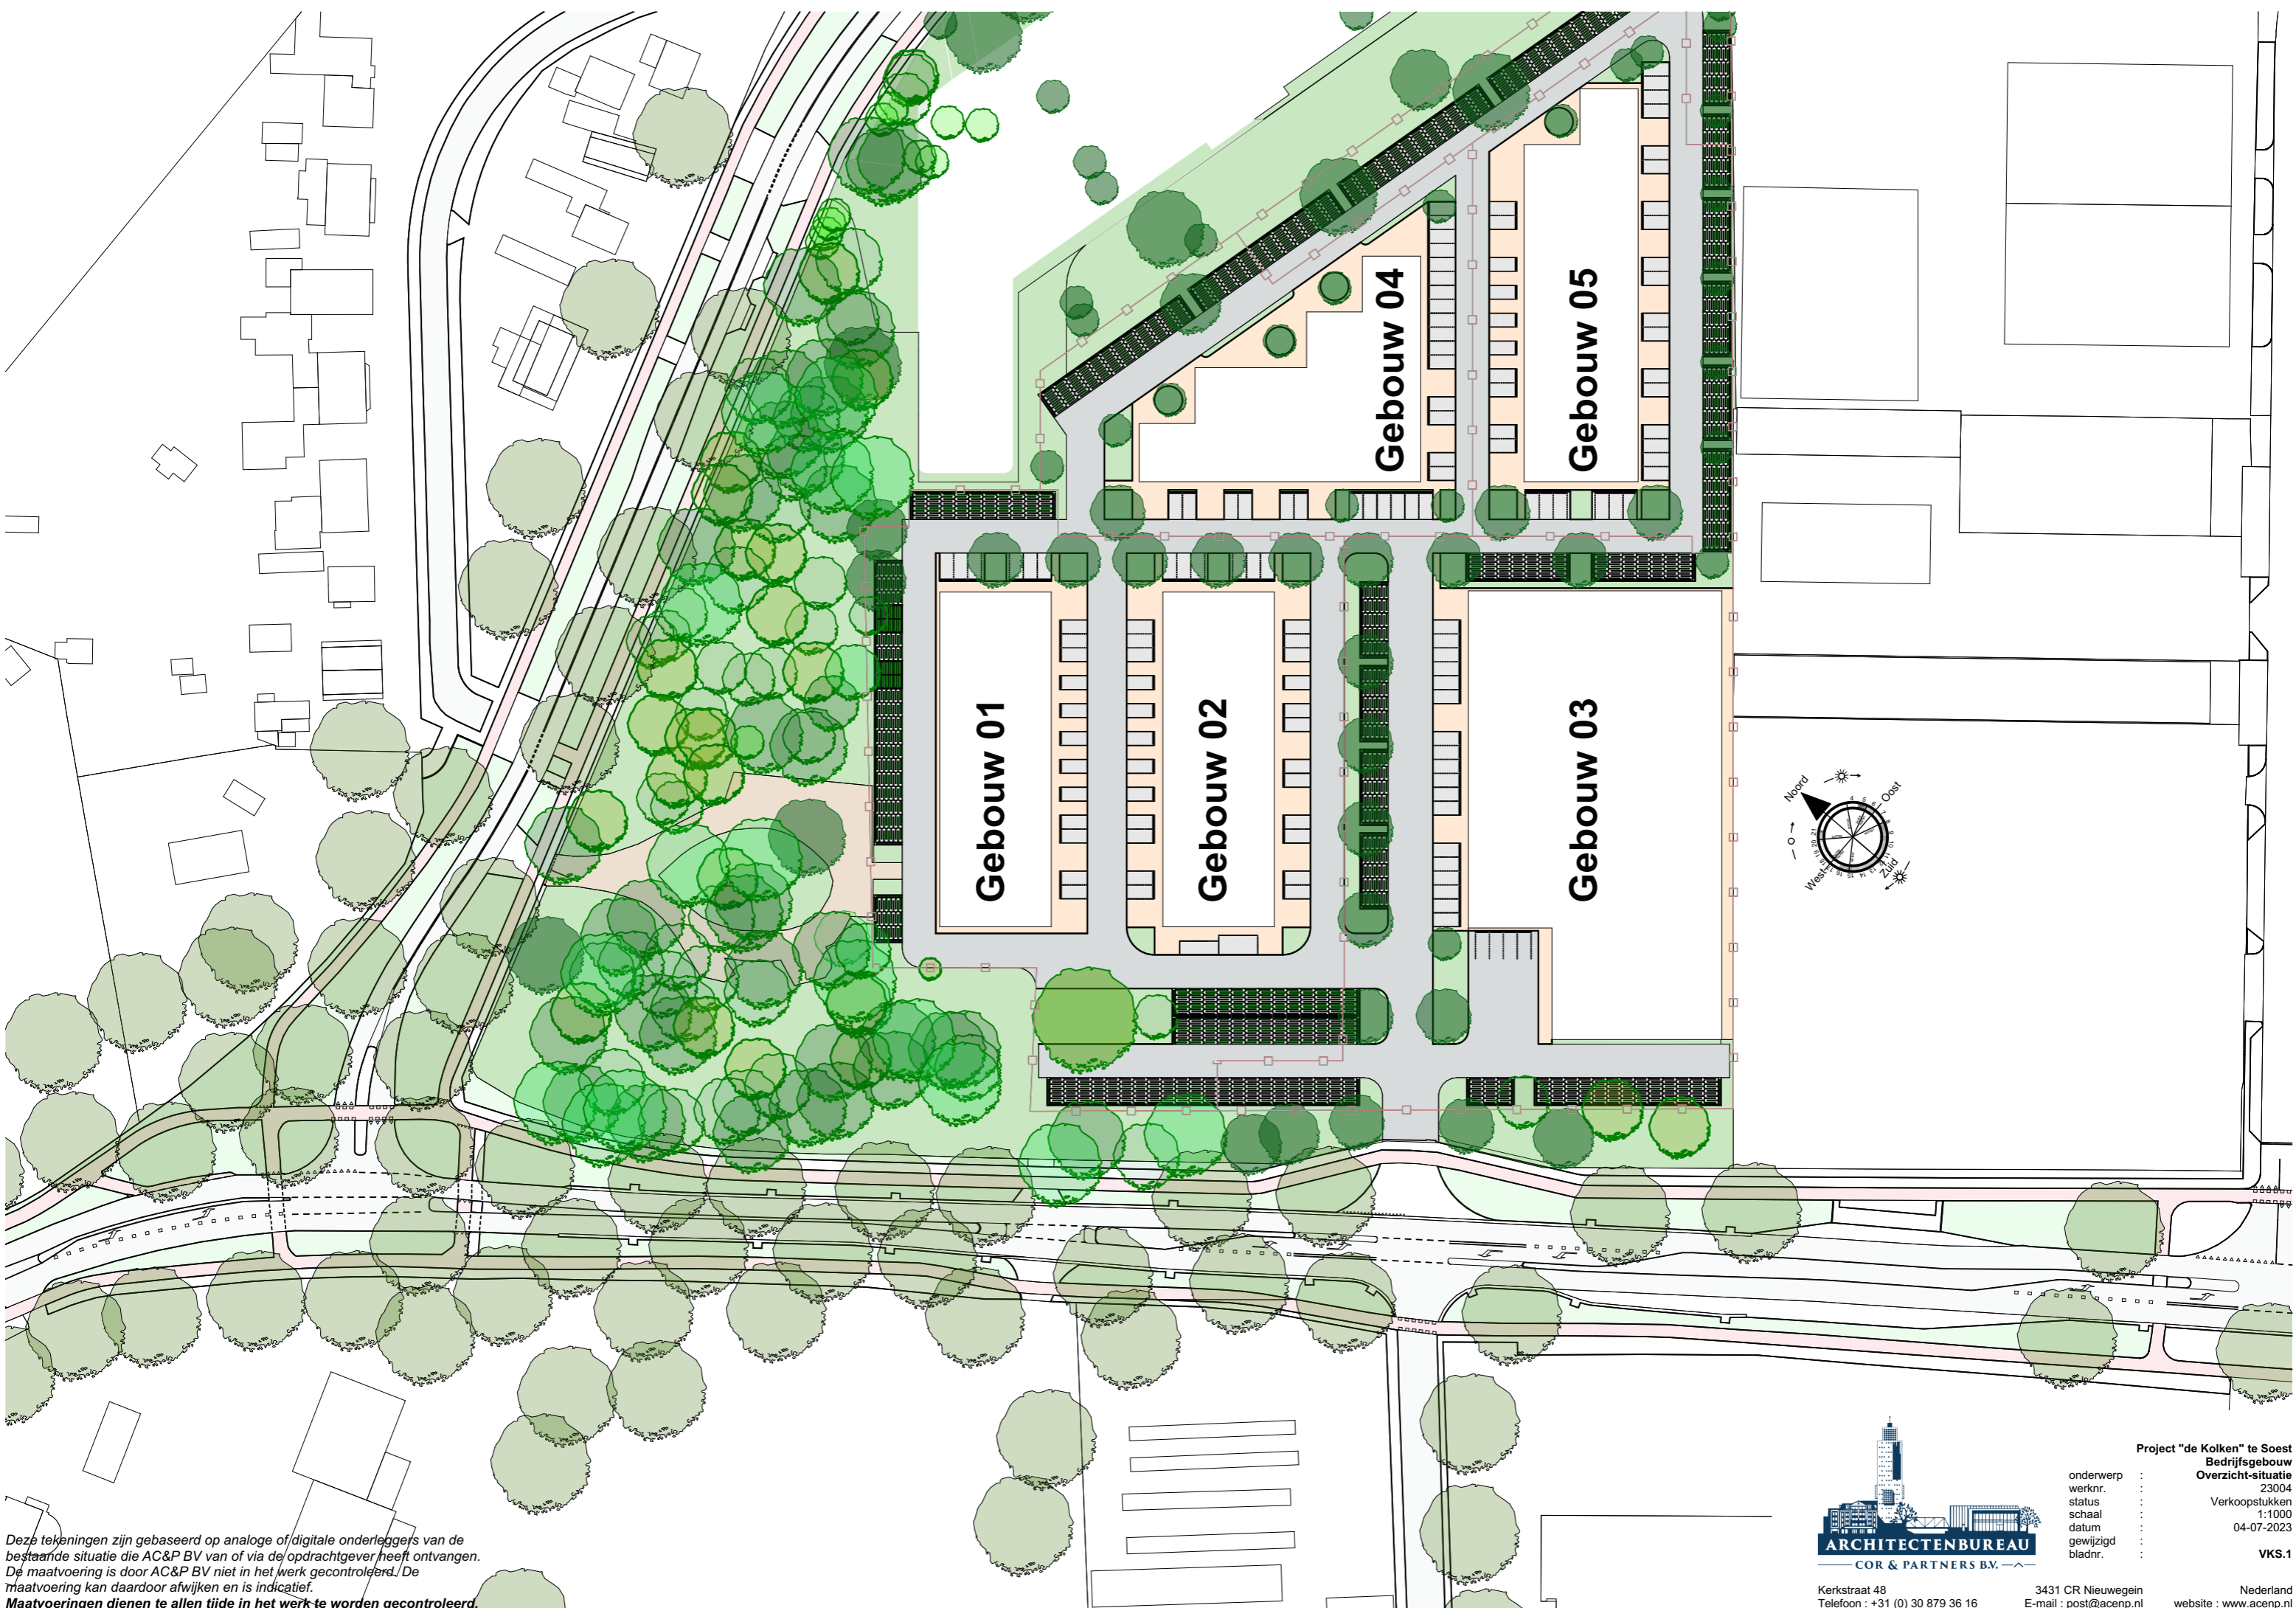 Gebouw 04
Gebouw 05
Gebouw 01
Gebouw 02
Gebouw 03
Noord
Oost
West
Zuid
Deze tekeningen zijn gebaseerd op analoge of digitale onderleggers van de
bestaande situatie die AC&P BV van of via de opdrachtgever heeft ontvangen.
De maatvoering is door AC&P BV niet in het werk gecontroleerd. De
maatvoering kan daardoor afwijken en is indicatief.
Maatvoeringen dienen te allen tijde in het werk te worden gecontroleerd.
ARCHITECTENBUREAU
COR & PARTNERS B.V.
Project "de Kolken" te Soest
Bedrijfsgebouw
onderwerp : Overzicht-situatie
werknr. : 23004
status : Verkoopstukken
schaal : 1:1000
datum : 04-07-2023
gewijzigd :
bladnr. : VKS.1
Kerkstraat 48 3431 CR Nieuwegein Nederland
Telefoon : +31 (0) 30 879 36 16 E-mail : post@acenp.nl website : www.acenp.nl